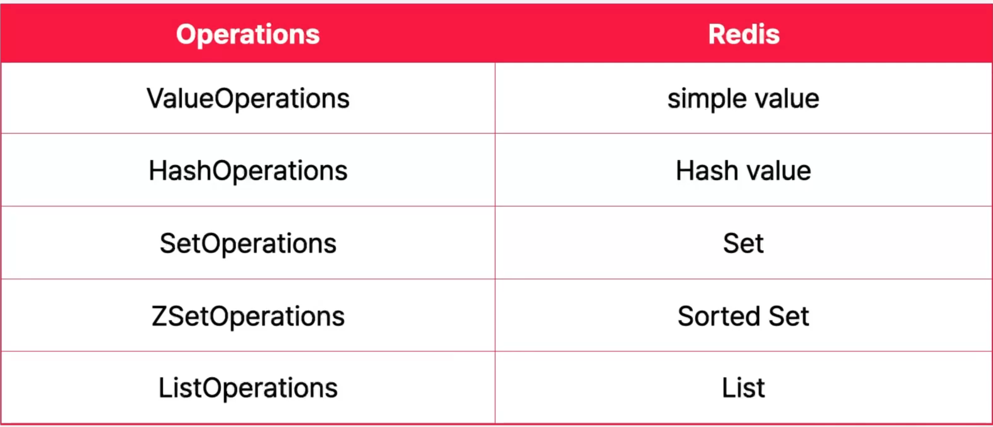 Operations Redis
ValueOperations simple value
HashOperations Hash value
SetOperations Set
ZSetOperations Sorted Set
ListOperations List